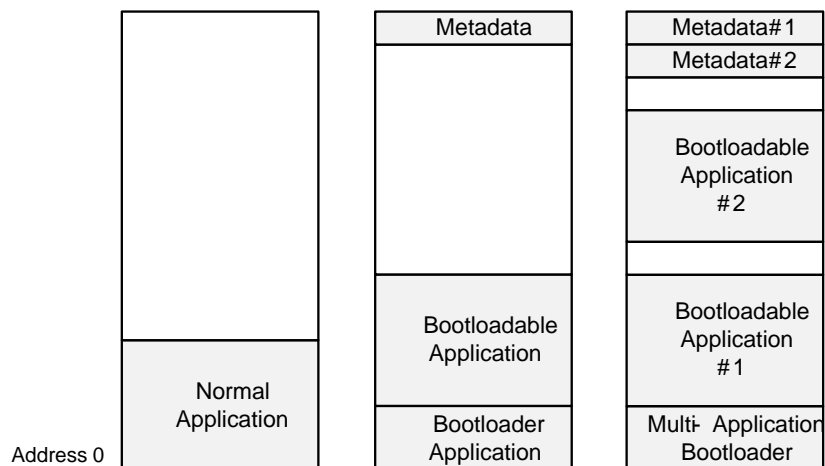 Metadata
Metadata#1
Metadata#2
Bootloadable
Application
#2
Bootloadable
Application
#1
Bootloadable
Application
Normal
Application
Bootloader
Application
Multi- Application
Bootloader
Address 0